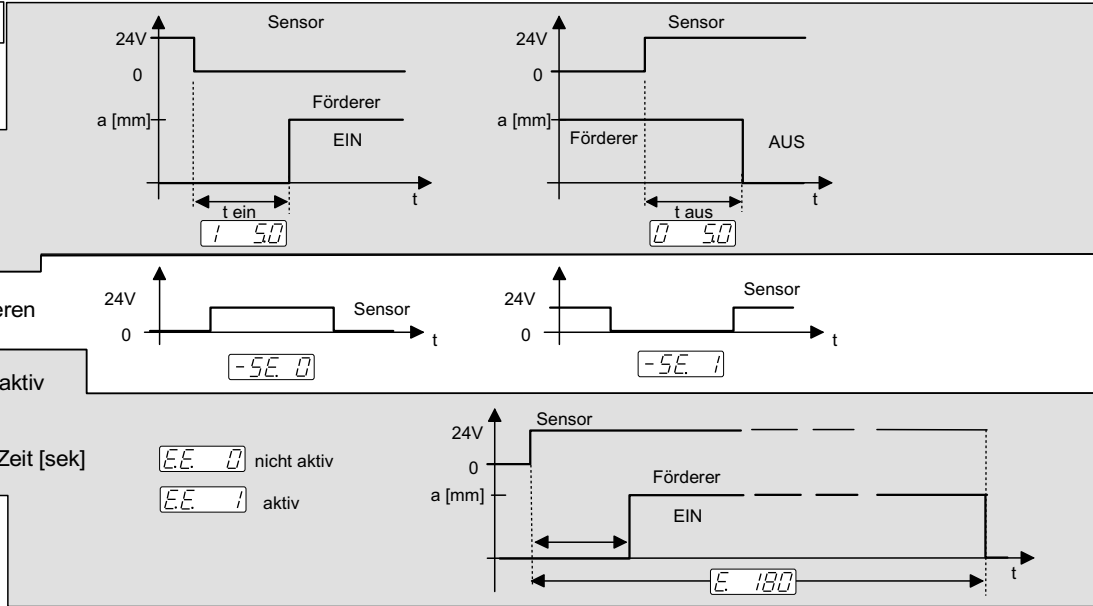 Sensor
24V
0
Förderer
a [mm]
EIN
t
t ein
1 5.0
Sensor
24V
0
a [mm]
Förderer
AUS
t
t aus
0 5.0
eren
24V
0
Sensor
t
-SE. 0
24V
0
Sensor
t
-SE. 1
aktiv
Zeit [sek]
E.E. 0 nicht aktiv
E.E. 1 aktiv
Sensor
24V
0
Förderer
a [mm]
EIN
t
E. 180